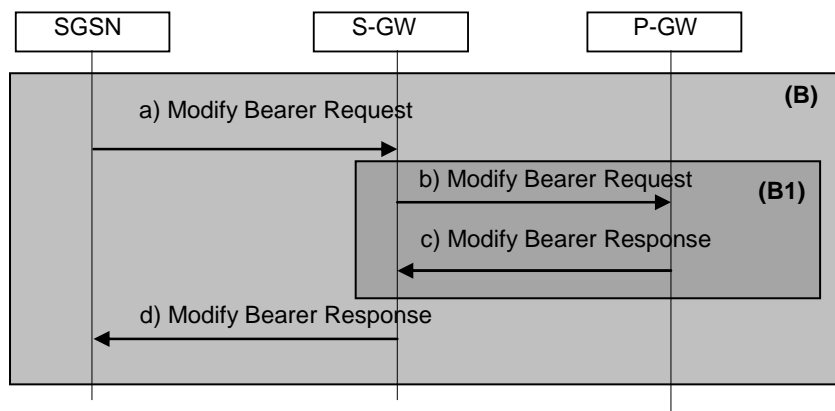 SGSN
S-GW
P-GW
(B)
a) Modify Bearer Request
b) Modify Bearer Request
(B1)
c) Modify Bearer Response
d) Modify Bearer Response